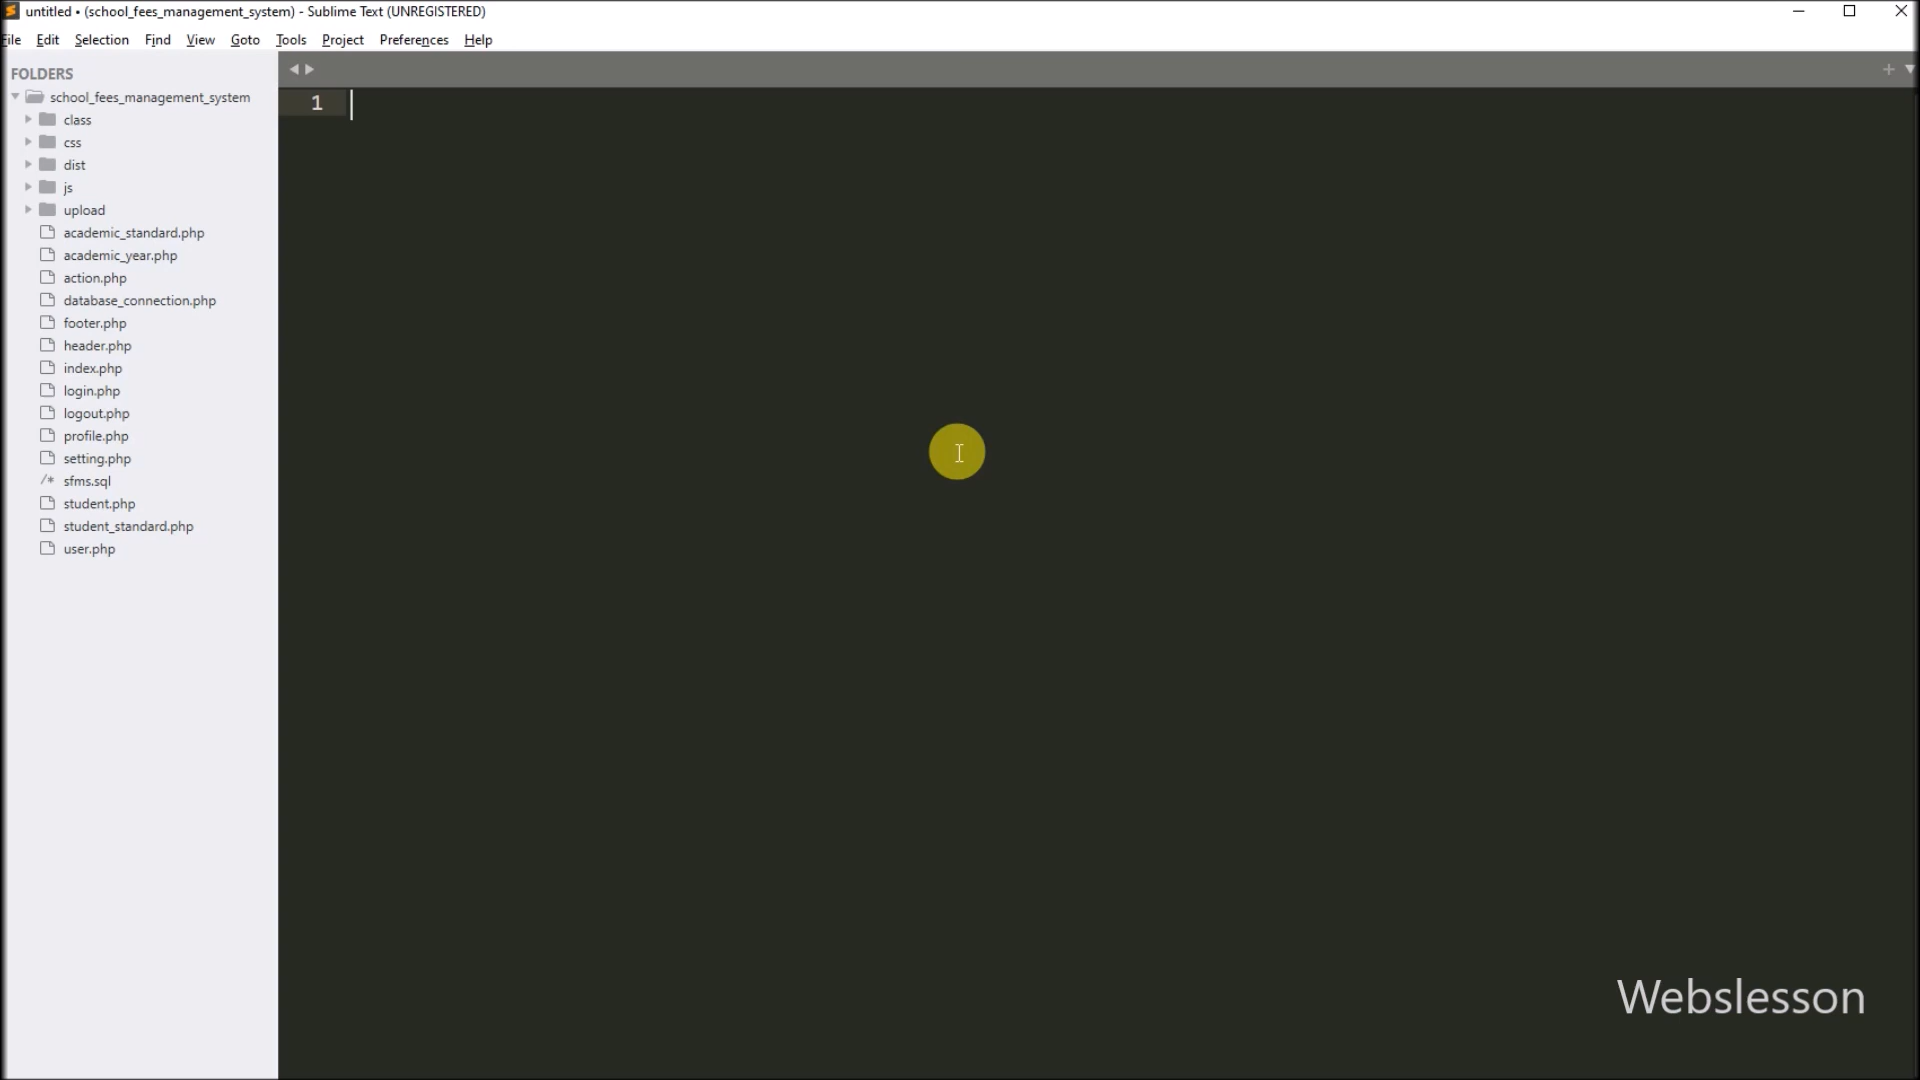 untitled • (school_fees_management_system) - Sublime Text (UNREGISTERED)
File Edit Selection Find View Goto Tools Project Preferences Help
FOLDERS
school_fees_management_system
1
class
css
dist
js
upload
academic_standard.php
academic_year.php
action.php
database_connection.php
footer.php
header.php
index.php
login.php
logout.php
profile.php
setting.php
/* sfms.sql
student.php
student_standard.php
user.php
Webslesson